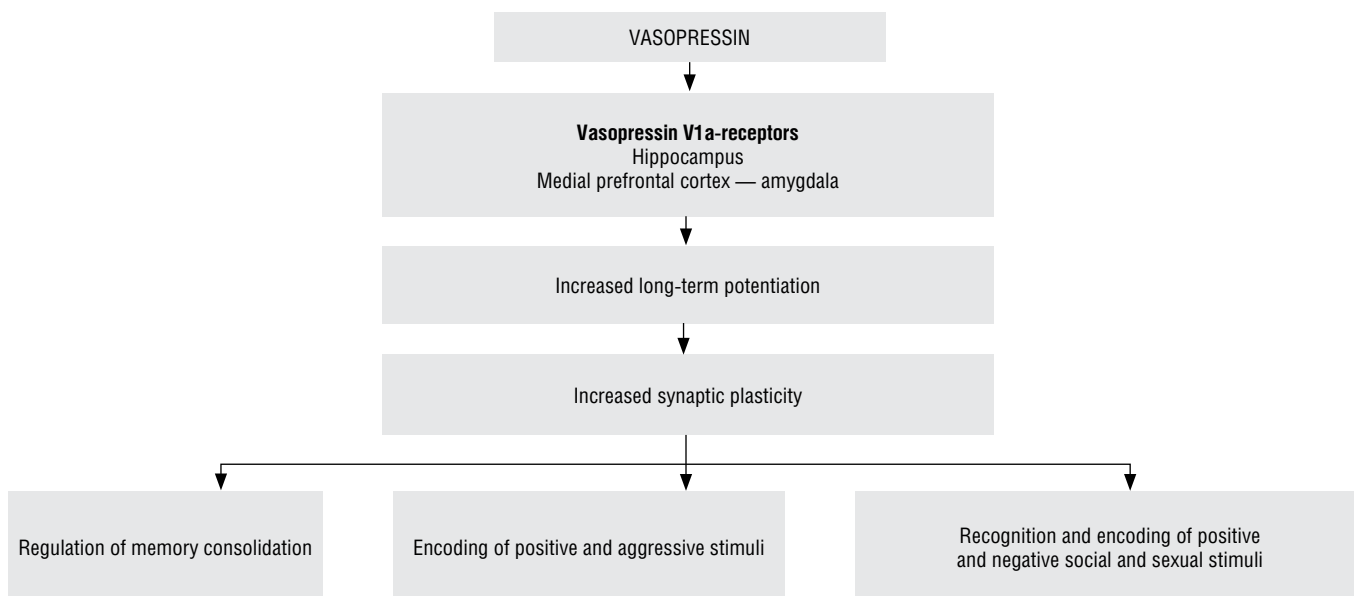 VASOPRESSIN
Vasopressin V1a-receptors
Hippocampus
Medial prefrontal cortex — amygdala
Increased long-term potentiation
Increased synaptic plasticity
Regulation of memory consolidation
Encoding of positive and aggressive stimuli
Recognition and encoding of positive
and negative social and sexual stimuli